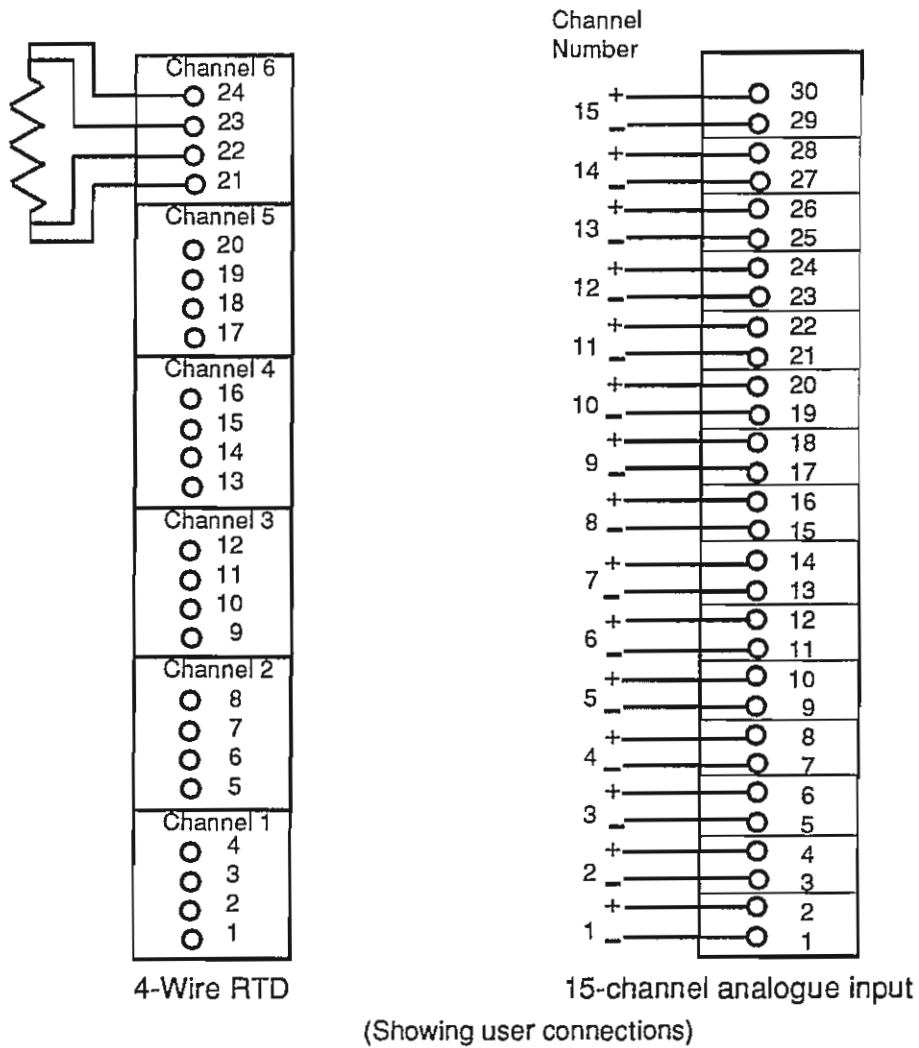 Channel 6
24
23
22
21
Channel 5
20
19
18
17
Channel 4
16
15
14
13
Channel 3
12
11
10
9
Channel 2
8
7
6
5
Channel 1
4
3
2
1
4-Wire RTD
Channel
Number
15 + 30
− 29
14 + 28
− 27
13 + 26
− 25
12 + 24
− 23
11 + 22
− 21
10 + 20
− 19
9 + 18
− 17
8 + 16
− 15
7 + 14
− 13
6 + 12
− 11
5 + 10
− 9
4 + 8
− 7
3 + 6
− 5
2 + 4
− 3
1 + 2
− 1
15-channel analogue input
(Showing user connections)